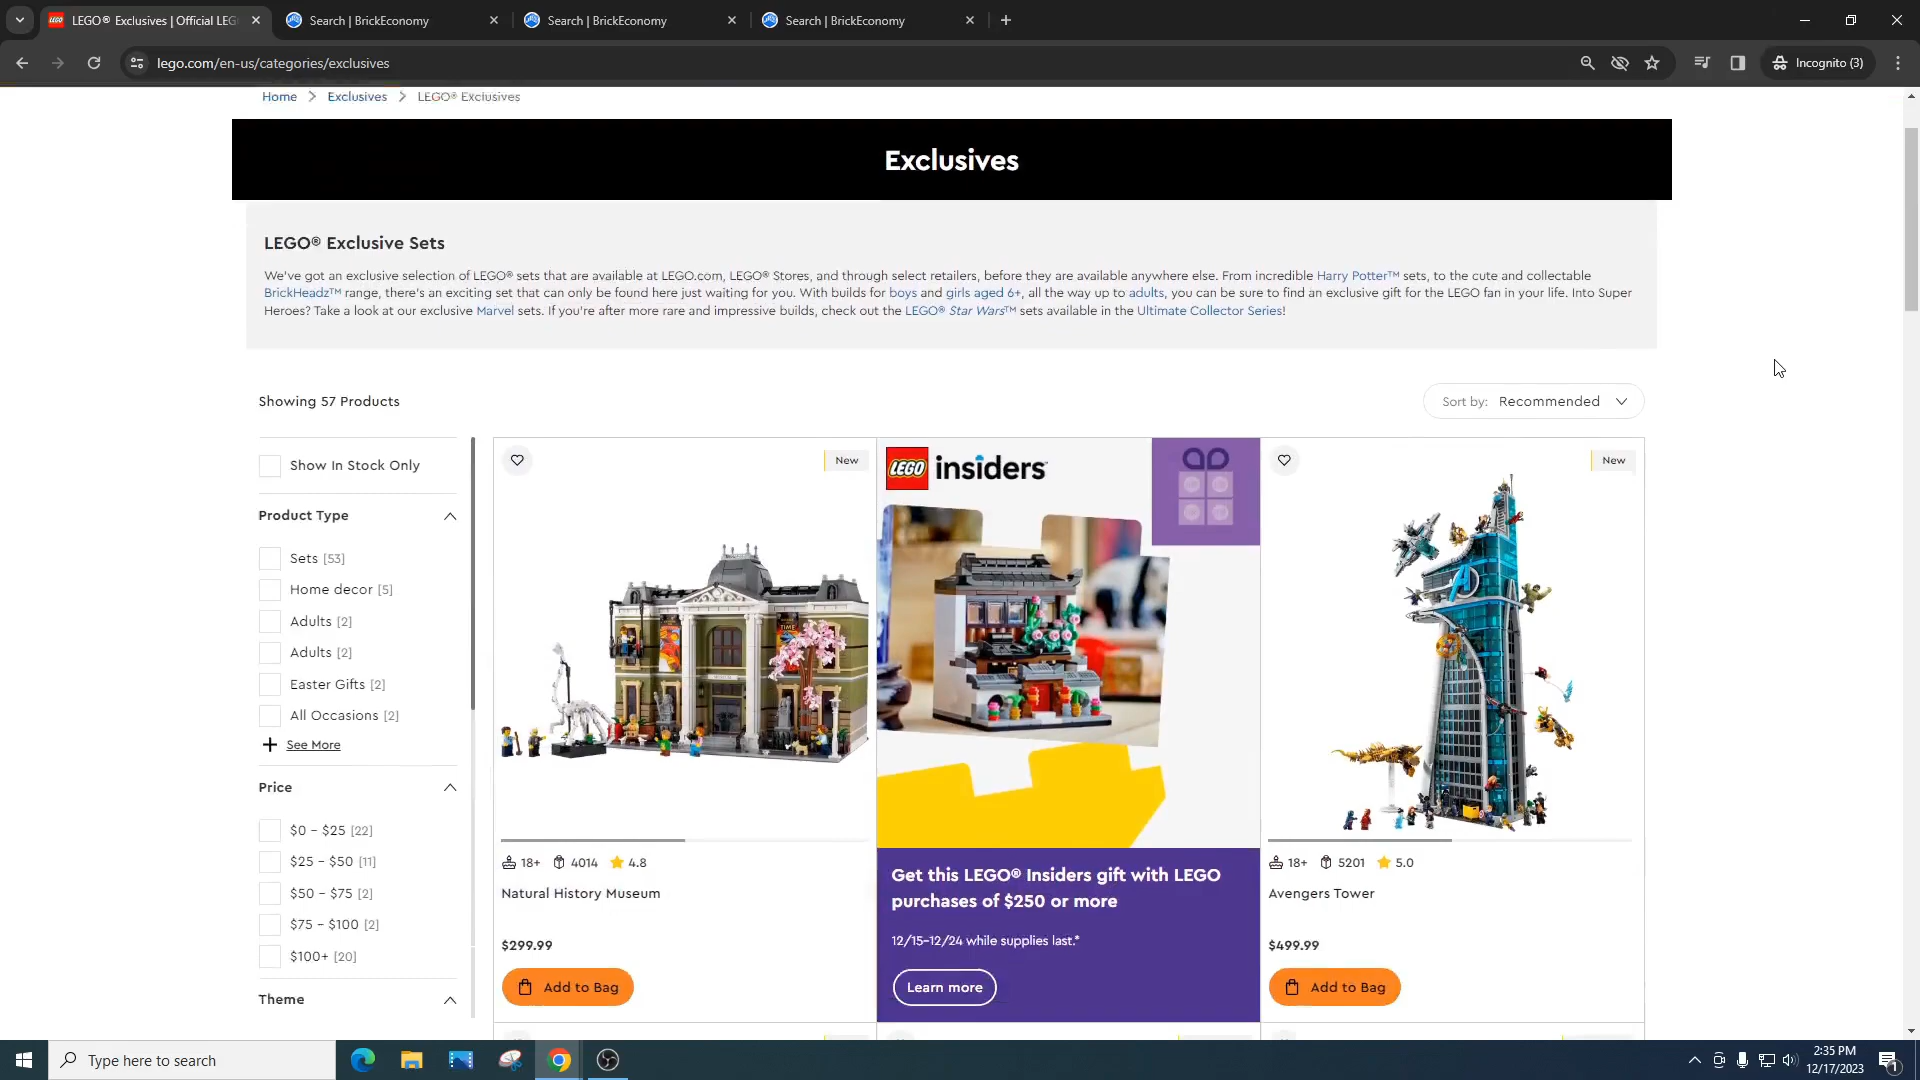 LEGO® Exclusives | Official LEG
Search | BrickEconomy
Search | BrickEconomy
Search | BrickEconomy
lego.com/en-us/categories/exclusives
Incognito (3)
Home > Exclusives > LEGO® Exclusives
Exclusives
LEGO® Exclusive Sets
We've got an exclusive selection of LEGO® sets that are available at LEGO.com, LEGO® Stores, and through select retailers, before they are available anywhere else. From incredible Harry Potter™ sets, to the cute and collectable
BrickHeadz™ range, there's an exciting set that can only be found here just waiting for you. With builds for boys and girls aged 6+, all the way up to adults, you can be sure to find an exclusive gift for the LEGO fan in your life. Into Super
Heroes? Take a look at our exclusive Marvel sets. If you're after more rare and impressive builds, check out the LEGO® Star Wars™ sets available in the Ultimate Collector Series!
Showing 57 Products
Sort by: Recommended
Show In Stock Only
Product Type
Sets [53]
Home decor [5]
Adults [2]
Adults [2]
Easter Gifts [2]
All Occasions [2]
See More
Price
$0 - $25 [22]
$25 - $50 [11]
$50 - $75 [2]
$75 - $100 [2]
$100+ [20]
Theme
New
18+ 4014 4.8
Natural History Museum
$299.99
Add to Bag
LEGO insiders
Get this LEGO® Insiders gift with LEGO
purchases of $250 or more
12/15-12/24 while supplies last.*
Learn more
New
18+ 5201 5.0
Avengers Tower
$499.99
Add to Bag
Type here to search
2:35 PM
12/17/2023
1